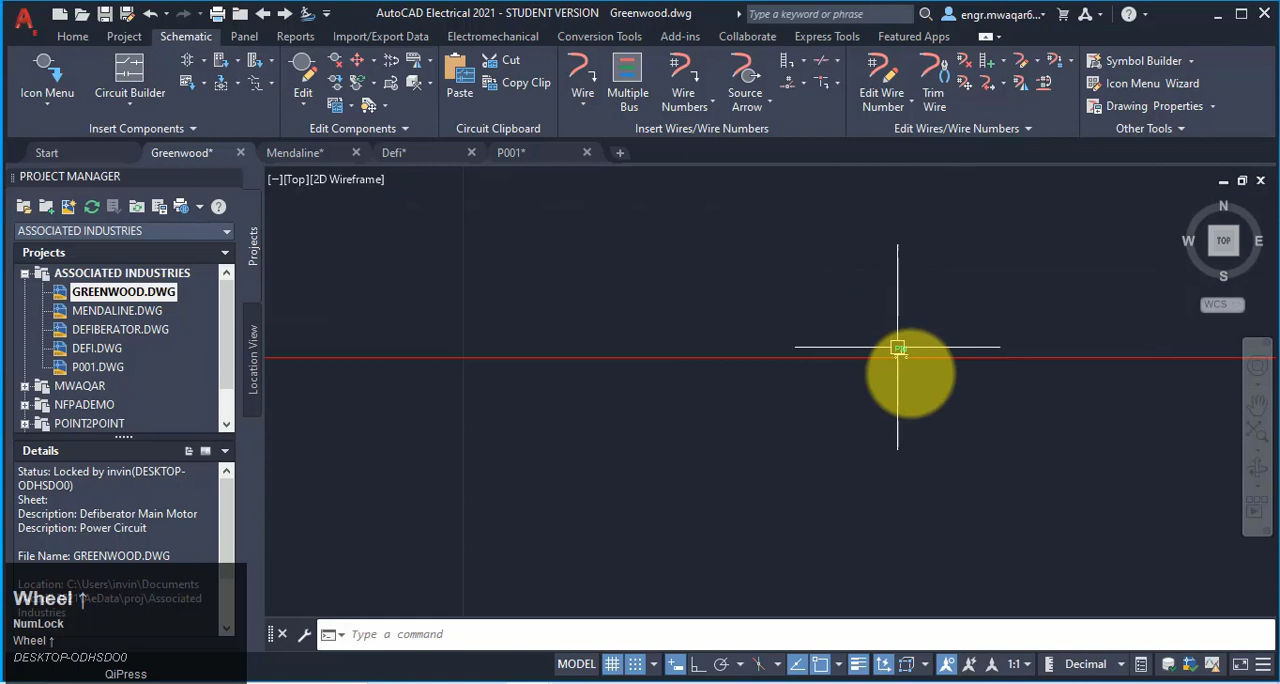 AutoCAD Electrical 2021 - STUDENT VERSION Greenwood.dwg
Type a keyword or phrase
engr.mwaqar6...
Home Project Schematic Panel Reports Import/Export Data Electromechanical Conversion Tools Add-ins Collaborate Express Tools Featured Apps
Icon Menu
Circuit Builder
Insert Components
Edit
Edit Components
Paste
Cut
Copy Clip
Circuit Clipboard
Wire
Multiple
Bus
Wire
Numbers
Source
Arrow
Insert Wires/Wire Numbers
Edit Wire
Number
Trim
Wire
Edit Wires/Wire Numbers
Symbol Builder
Icon Menu Wizard
Drawing Properties
Other Tools
Start Greenwood* Mendaline* Defi* P001*
PROJECT MANAGER
ASSOCIATED INDUSTRIES
Projects
ASSOCIATED INDUSTRIES
GREENWOOD.DWG
MENDALINE.DWG
DEFIBERATOR.DWG
DEFI.DWG
P001.DWG
MWAQAR
NFPADEMO
POINT2POINT
Details
Status: Locked by invin(DESKTOP-
ODHSDO0)
Sheet:
Description: Defiberator Main Motor
Description: Power Circuit
File Name: GREENWOOD.DWG
Location: C:\Users\invin\Documents
Industries
Wheel ↑
NumLock
Wheel ↑
DESKTOP-ODHSDO0
QiPress
Projects
Location View
[−][Top][2D Wireframe]
N
W TOP E
S
WCS
Type a command
MODEL 1:1 Decimal